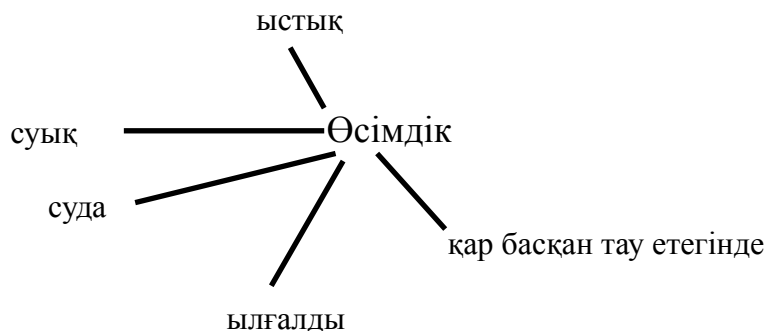 ыстық
суық
Өсімдік
суда
қар басқан тау етегінде
ылғалды